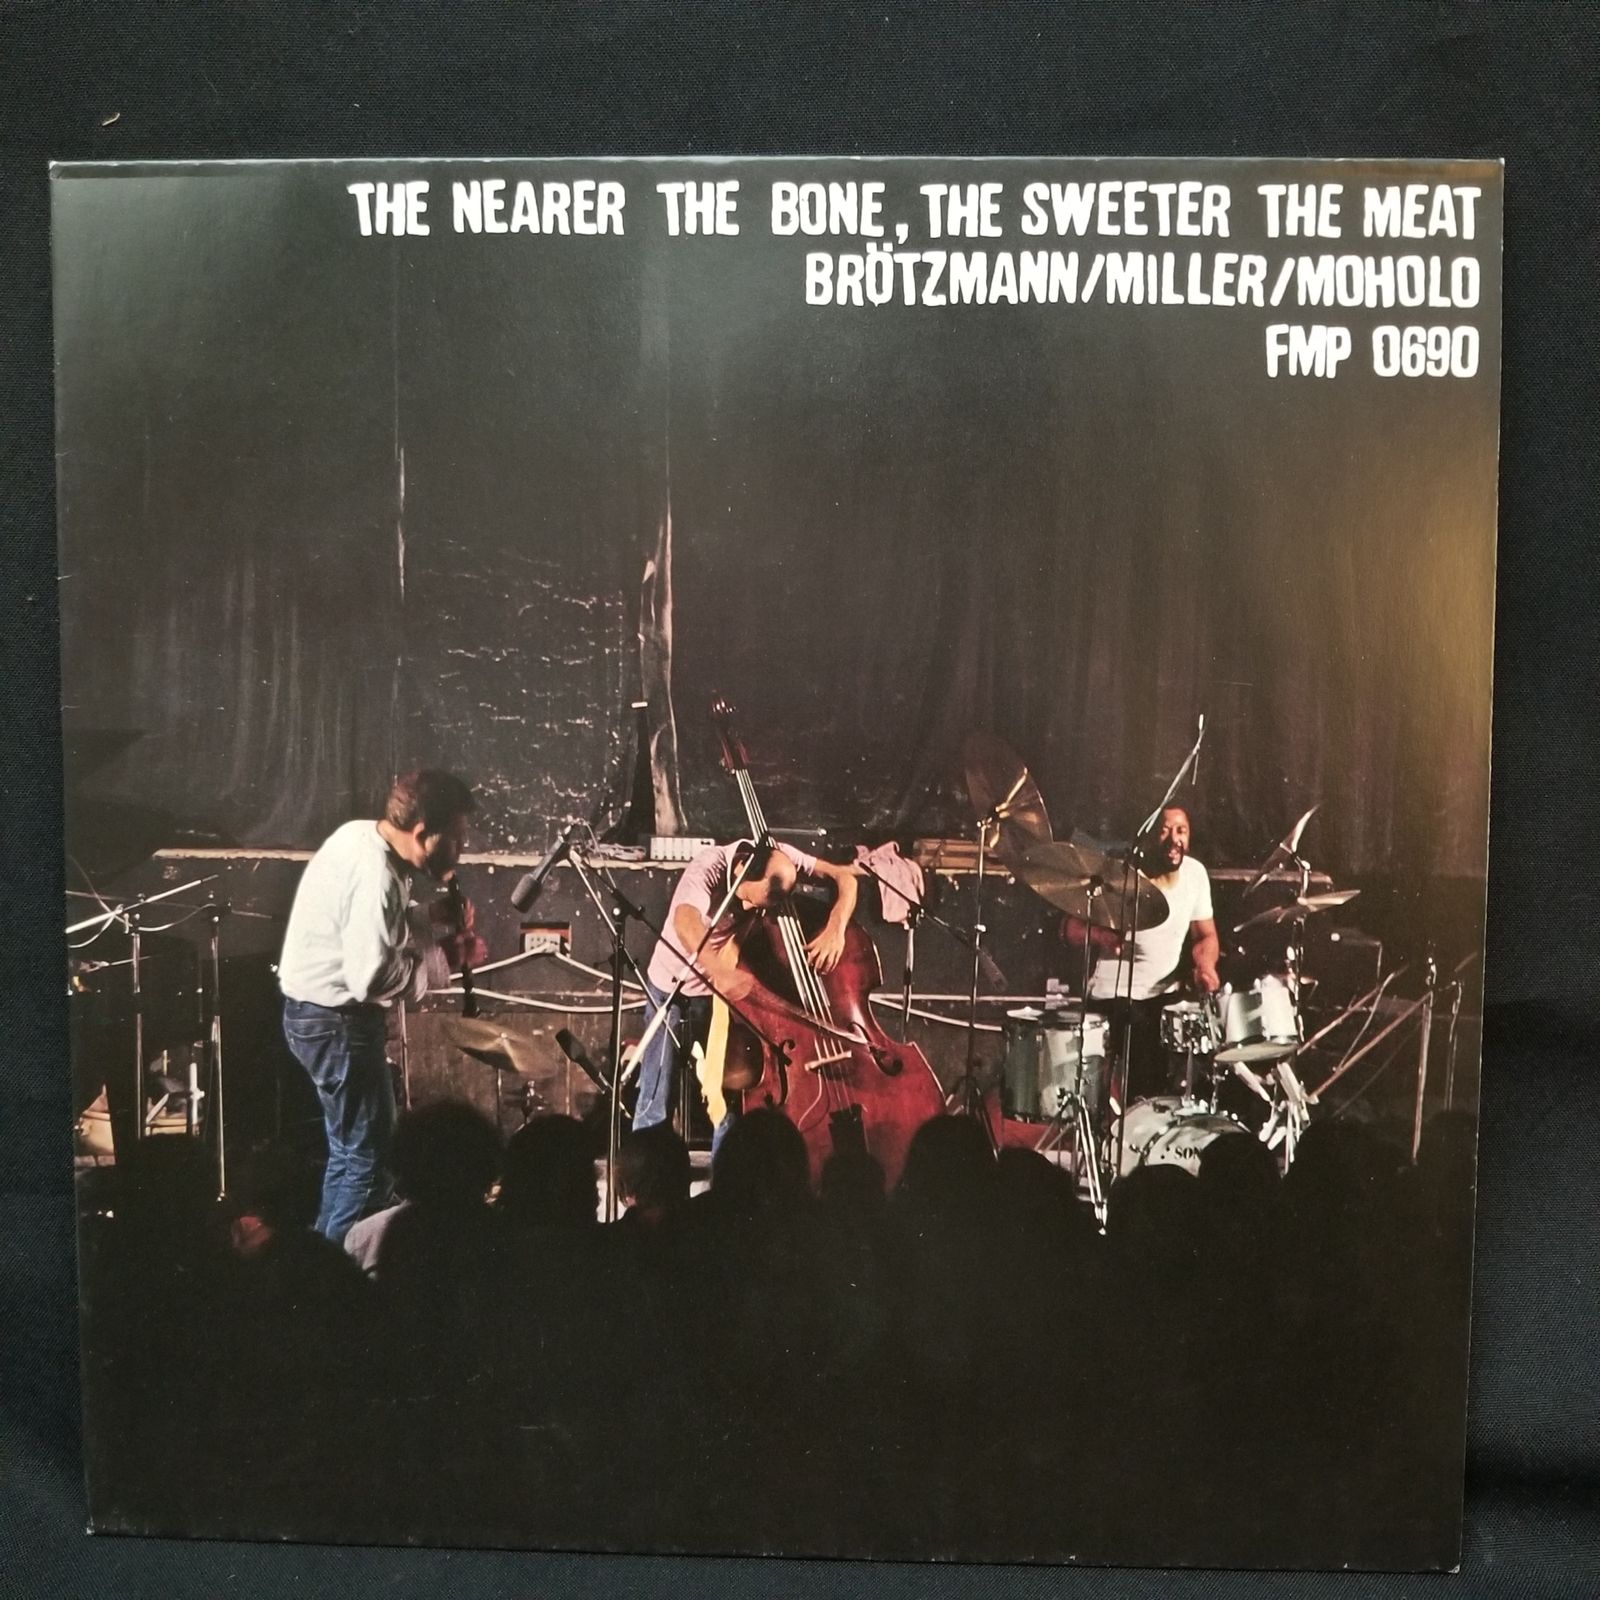 THE NEARER THE BONE, THE SWEETER THE MEAT
BRÖTZMANN/MILLER/MOHOLO
FMP 0690